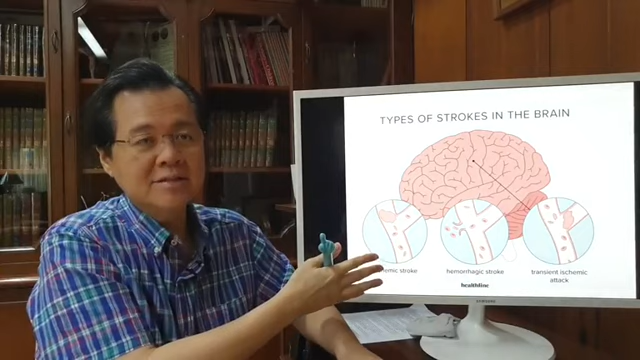 TYPES OF STROKES IN THE BRAIN
stroke
hemorrhagic stroke
transient ischemic
attack
healthline
SAMSUNG